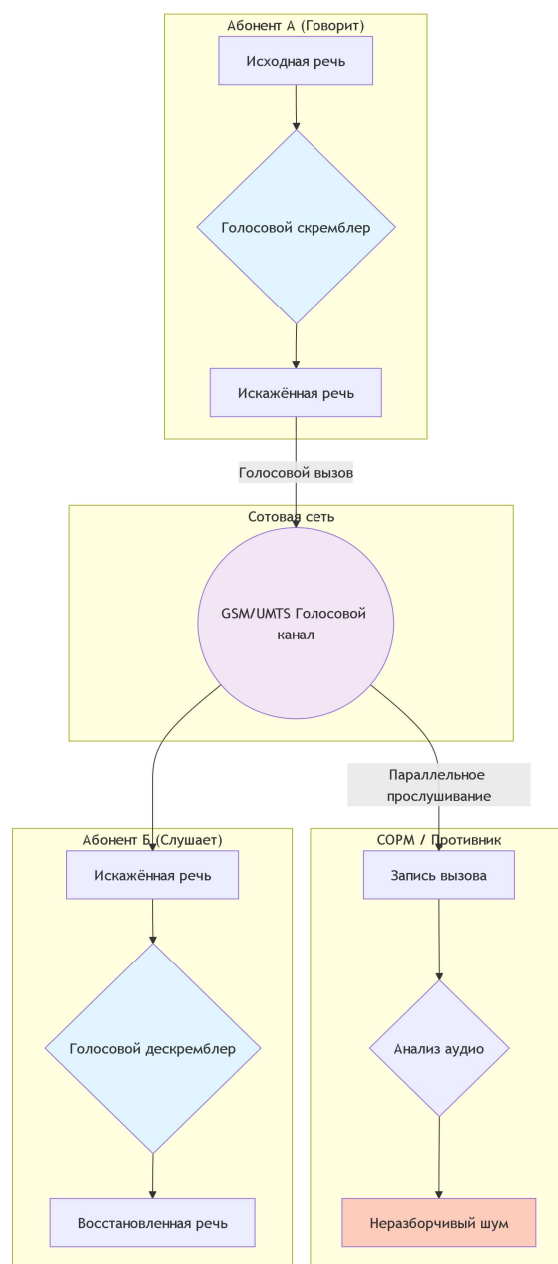 Абонент А (Говорит)
Исходная речь
Голосовой скремблер
Искажённая речь
Голосовой вызов
Сотовая сеть
GSM/UMTS Голосовой
канал
Параллельное
прослушивание
Абонент Б (Слушает)
Искажённая речь
Голосовой дескремблер
Восстановленная речь
СОРМ / Противник
Запись вызова
Анализ аудио
Неразборчивый шум